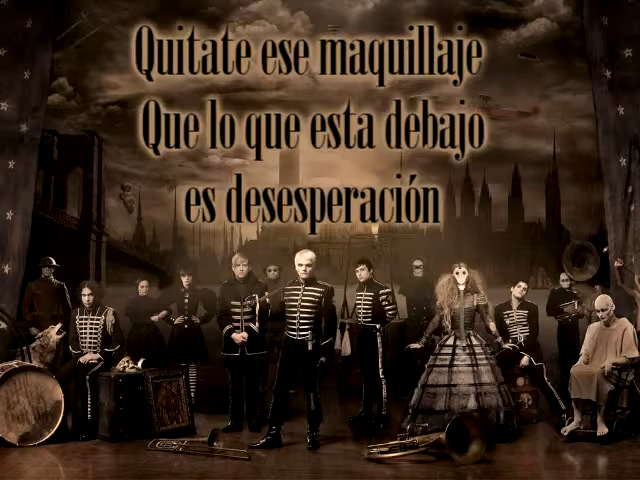 Quitate ese maquillaje
Que lo que esta debajo
es desesperación